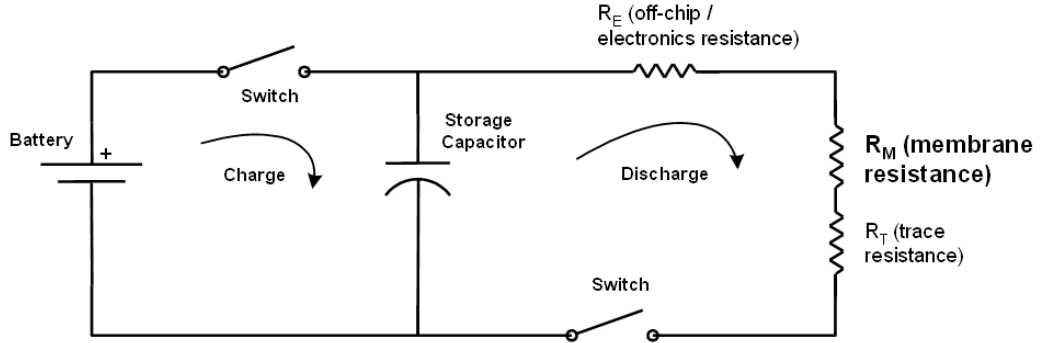 R_E (off-chip /
electronics resistance)
Switch
Battery
+
Storage
Capacitor
Charge
Discharge
R_M (membrane
resistance)
R_T (trace
resistance)
Switch